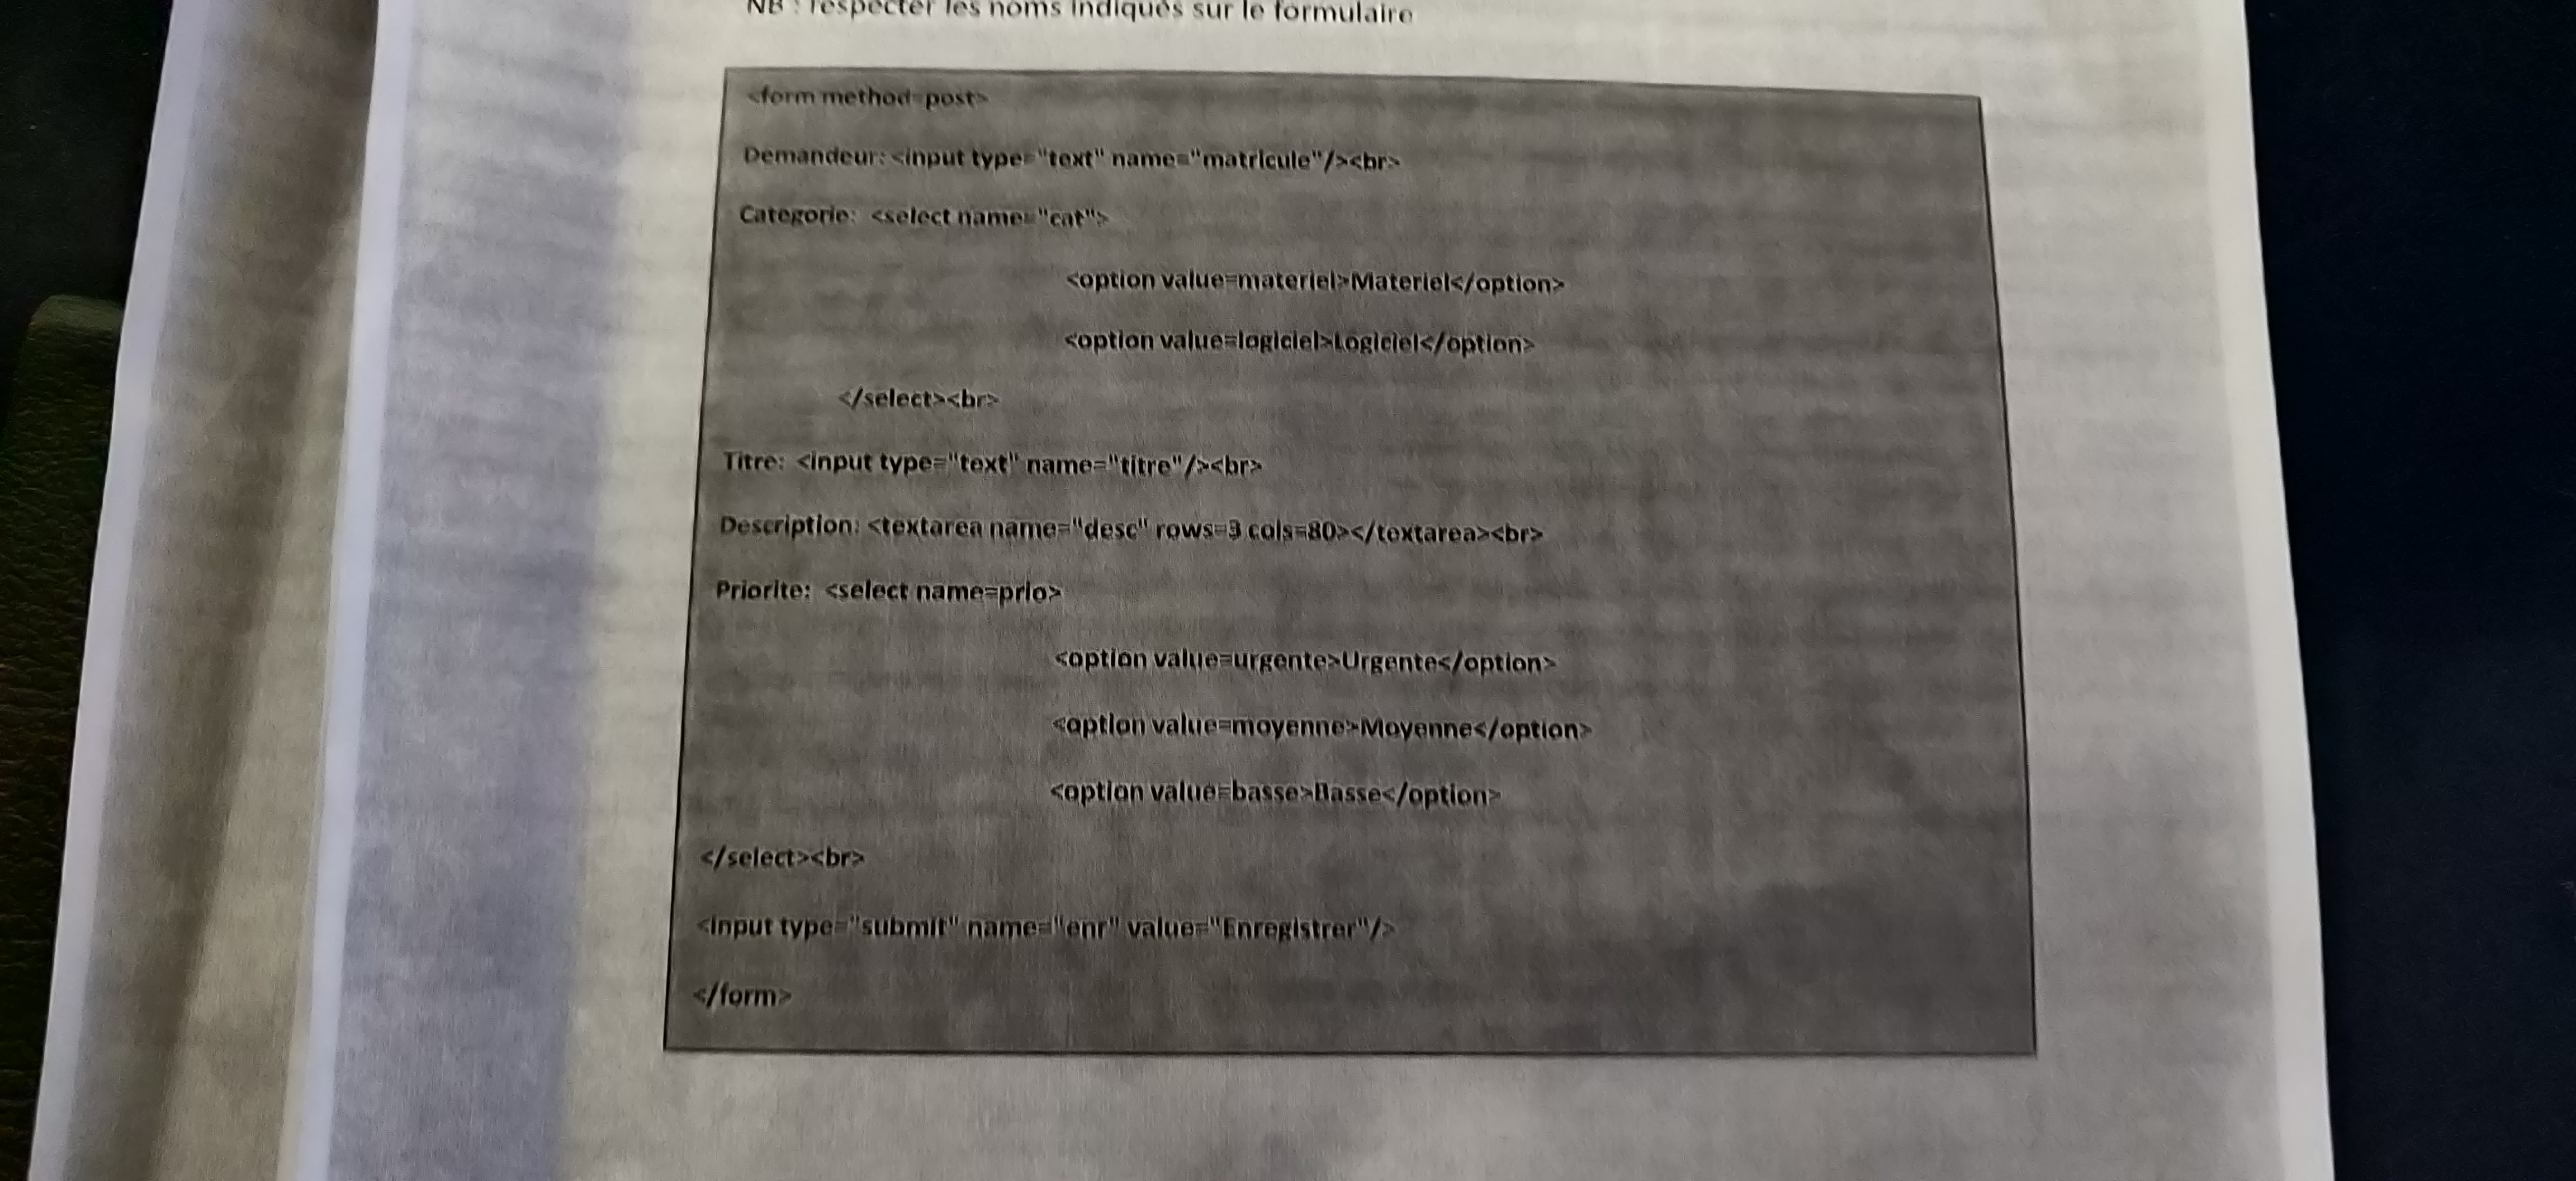 NB : respecter les noms indiqués sur le formulaire
<form method=post>
Demandeur: <input type="text" name="matricule"/><br>
Categorie: <select name="cat">
<option value=materiel>Materiel</option>
<option value=logiciel>Logiciel</option>
</select><br>
Titre: <input type="text" name="titre"/><br>
Description: <textarea name="desc" rows=3 cols=80></textarea><br>
Priorite: <select name=prio>
<option value=urgente>Urgente</option>
<option value=moyenne>Moyenne</option>
<option value=basse>Basse</option>
</select><br>
<input type="submit" name="enr" value="Enregistrer"/>
</form>